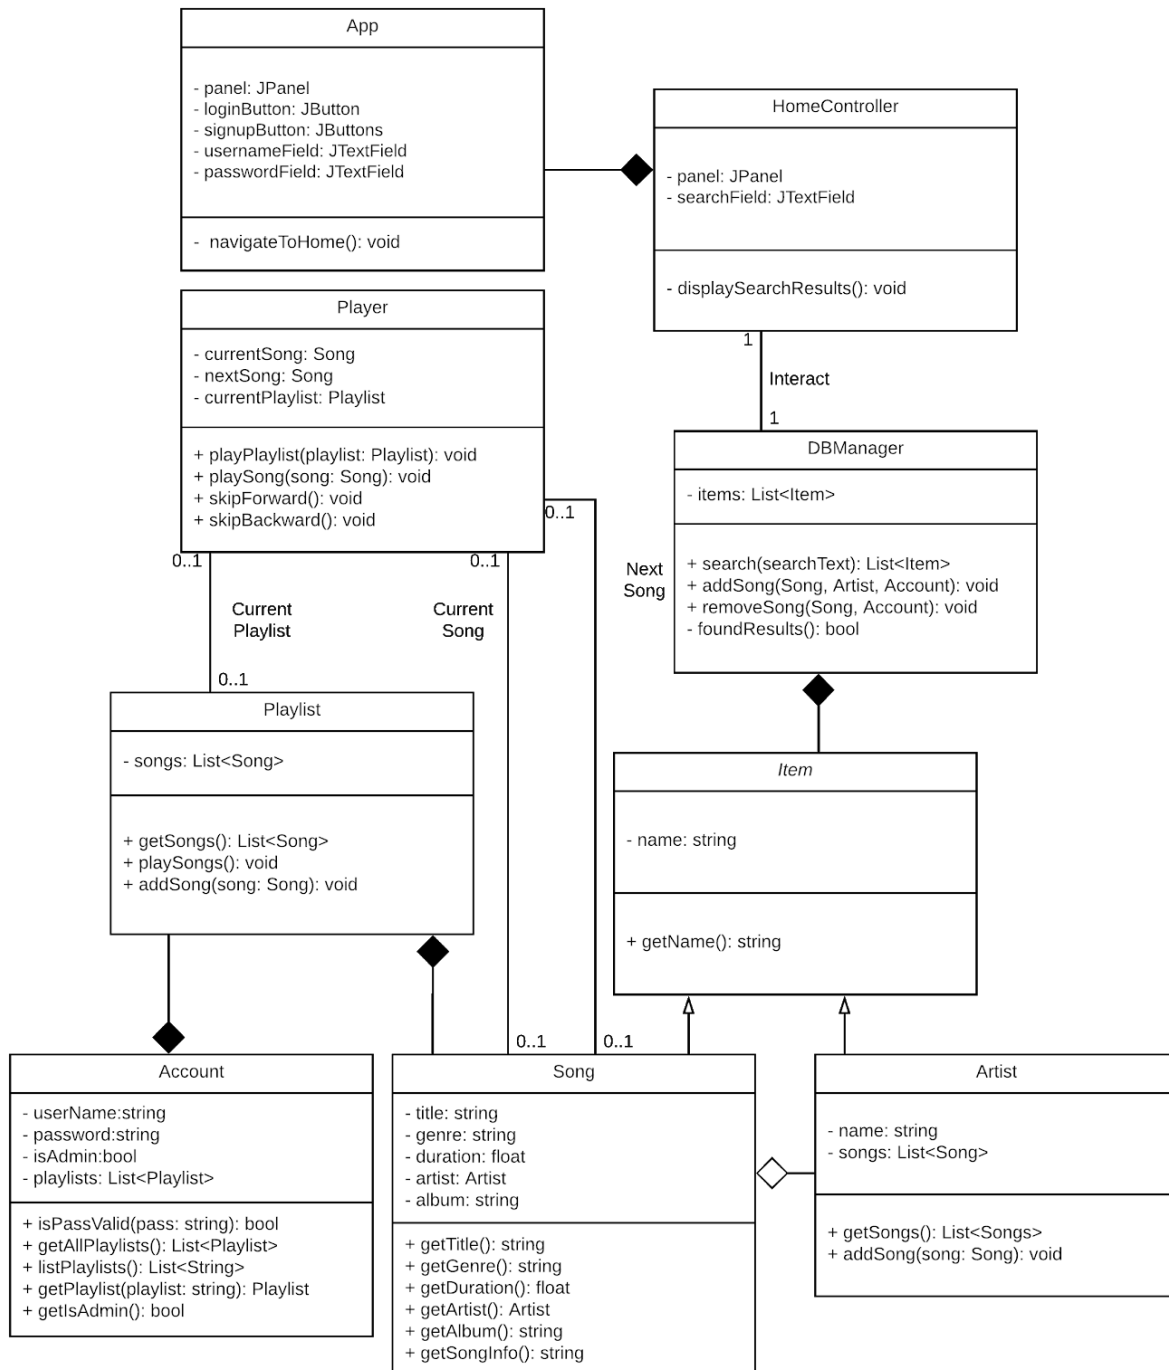 App
- panel: JPanel
- loginButton: JButton
- signupButton: JButtons
- usernameField: JTextField
- passwordField: JTextField
- navigateToHome(): void
HomeController
- panel: JPanel
- searchField: JTextField
- displaySearchResults(): void
1
Interact
1
Player
- currentSong: Song
- nextSong: Song
- currentPlaylist: Playlist
+ playPlaylist(playlist: Playlist): void
+ playSong(song: Song): void
+ skipForward(): void
+ skipBackward(): void
0..1
0..1
0..1
Current
Playlist
Current
Song
Next
Song
0..1
DBManager
- items: List<Item>
+ search(searchText): List<Item>
+ addSong(Song, Artist, Account): void
+ removeSong(Song, Account): void
- foundResults(): bool
Playlist
- songs: List<Song>
+ getSongs(): List<Song>
+ playSongs(): void
+ addSong(song: Song): void
Item
- name: string
+ getName(): string
0..1
0..1
Account
- userName:string
- password:string
- isAdmin:bool
- playlists: List<Playlist>
+ isPassValid(pass: string): bool
+ getAllPlaylists(): List<Playlist>
+ listPlaylists(): List<String>
+ getPlaylist(playlist: string): Playlist
+ getIsAdmin(): bool
Song
- title: string
- genre: string
- duration: float
- artist: Artist
- album: string
+ getTitle(): string
+ getGenre(): string
+ getDuration(): float
+ getArtist(): Artist
+ getAlbum(): string
+ getSongInfo(): string
Artist
- name: string
- songs: List<Song>
+ getSongs(): List<Songs>
+ addSong(song: Song): void